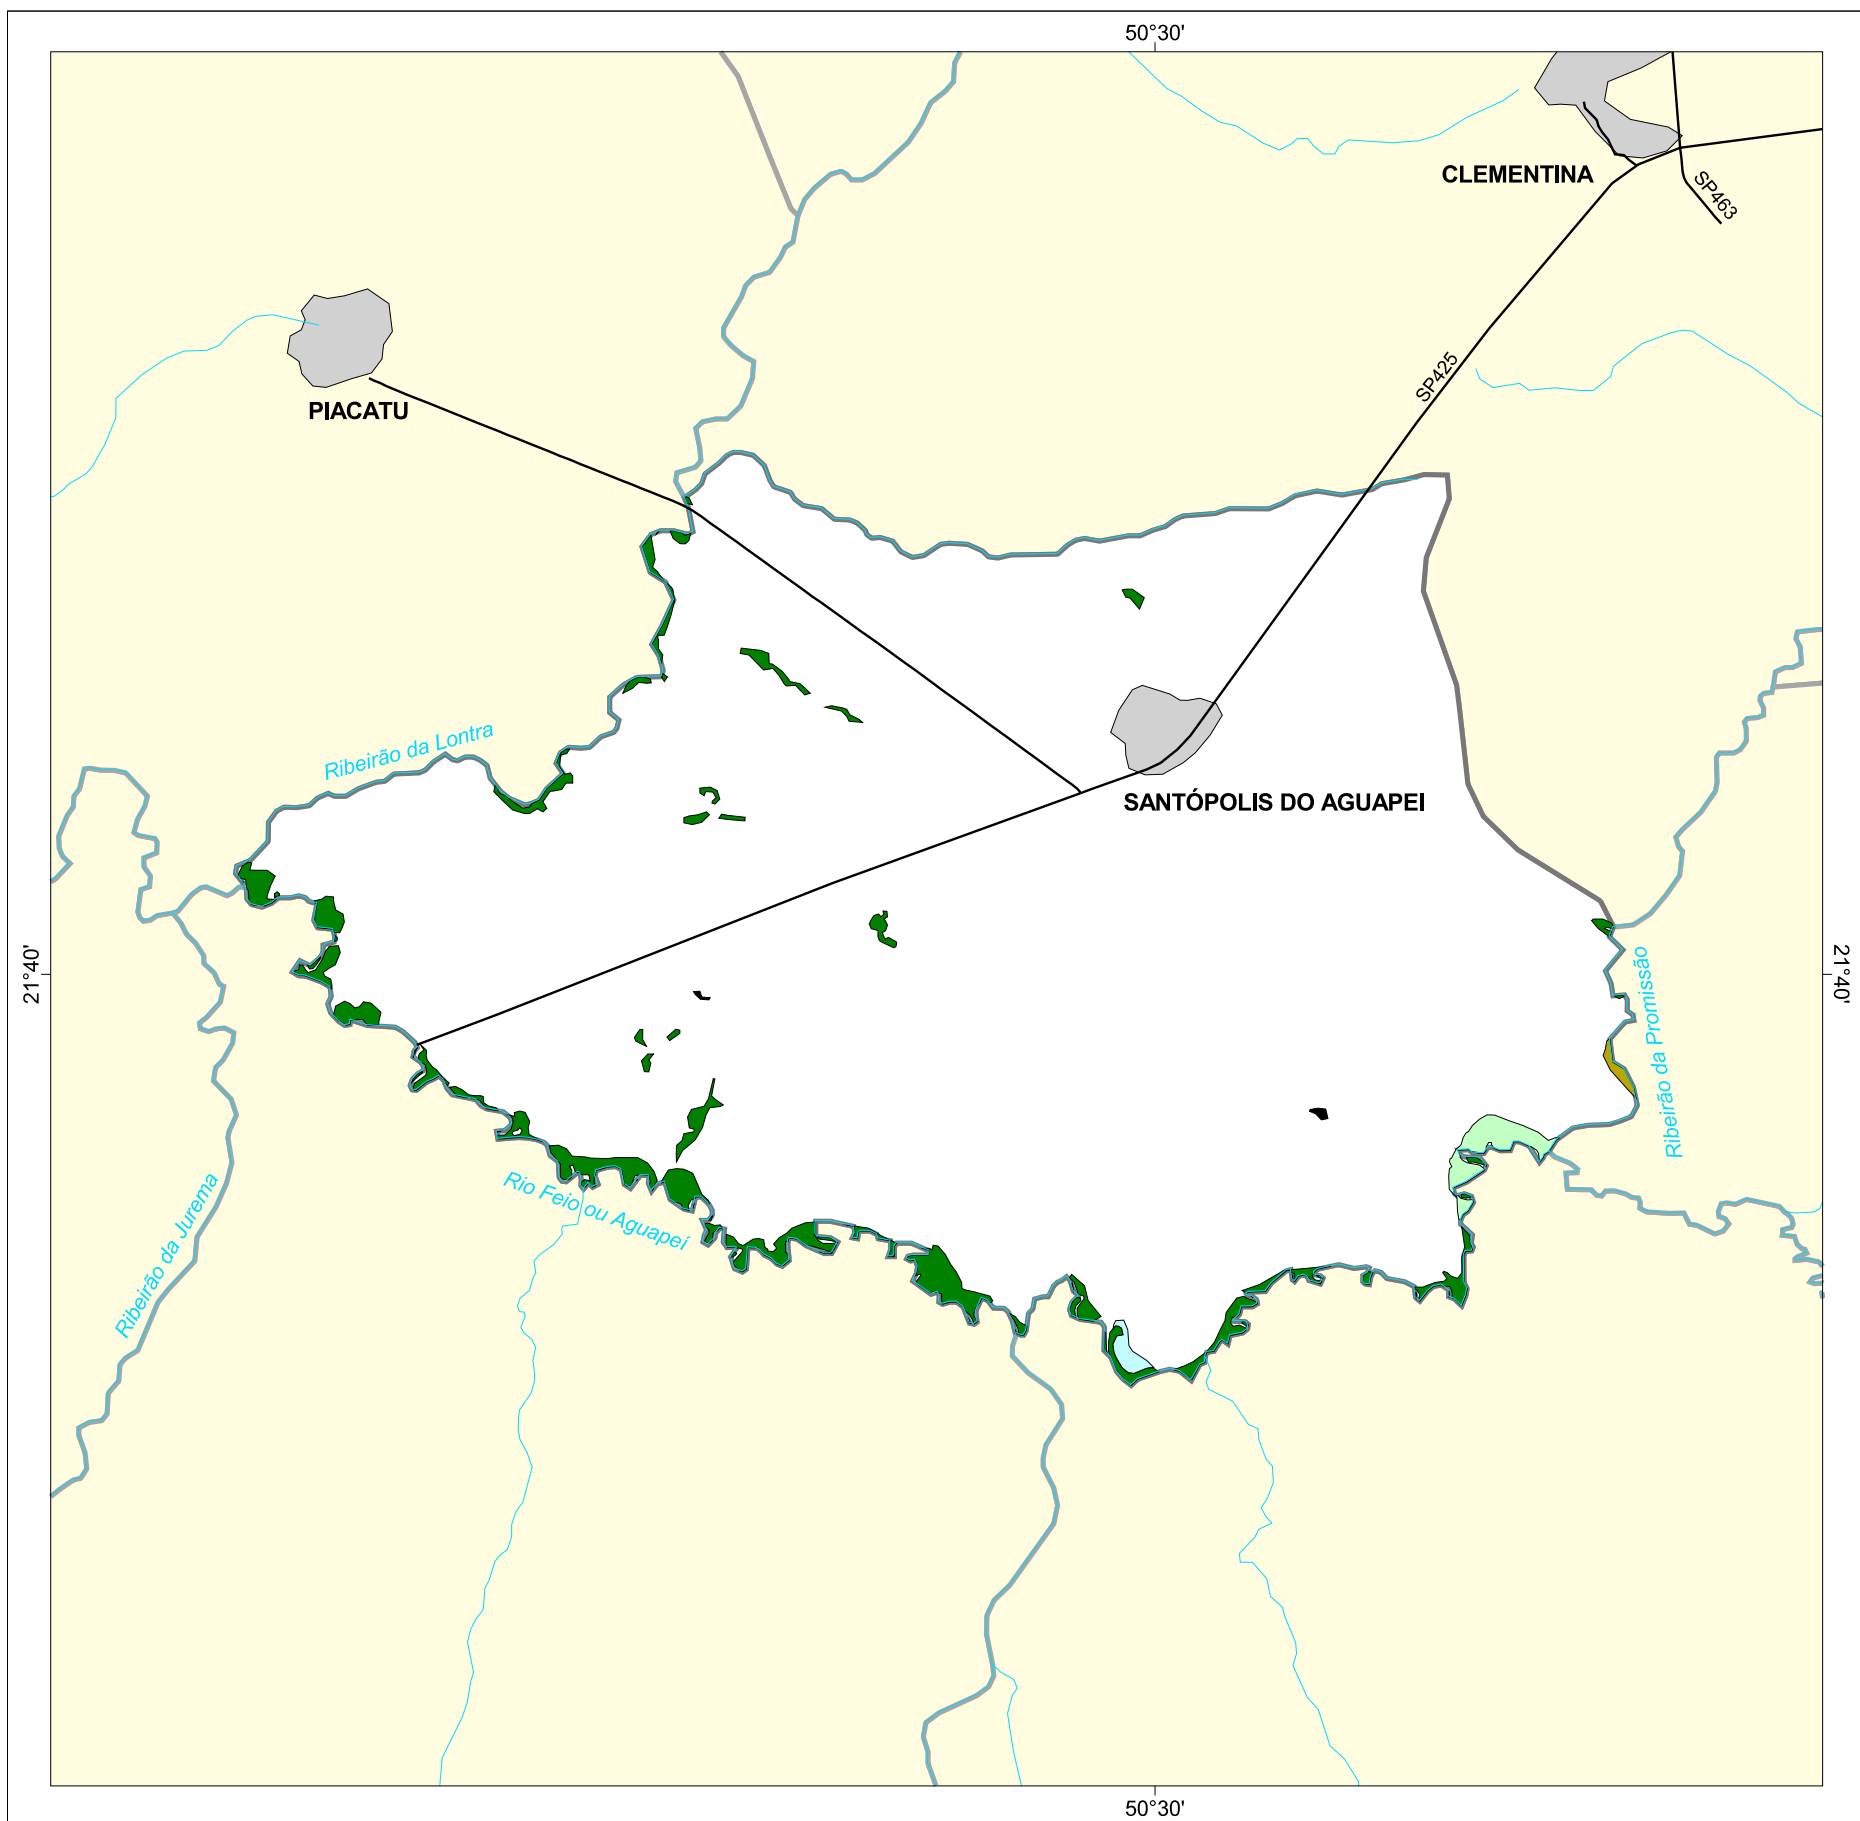 50°30'
CLEMENTINA
SP463
SP425
PIACATU
Ribeirão da Lontra
SANTÓPOLIS DO AGUAPEI
21°40'
21°40'
Ribeirão da Promissão
Rio Feio ou Aguapeí
Ribeirão da Jurema
50°30'